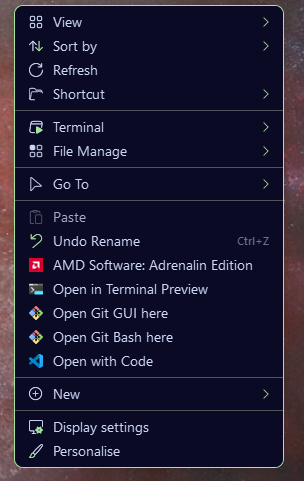 View
Sort by
Refresh
Shortcut
Terminal
File Manage
Go To
Paste
Undo Rename Ctrl+Z
AMD Software: Adrenalin Edition
Open in Terminal Preview
Open Git GUI here
Open Git Bash here
Open with Code
New
Display settings
Personalise